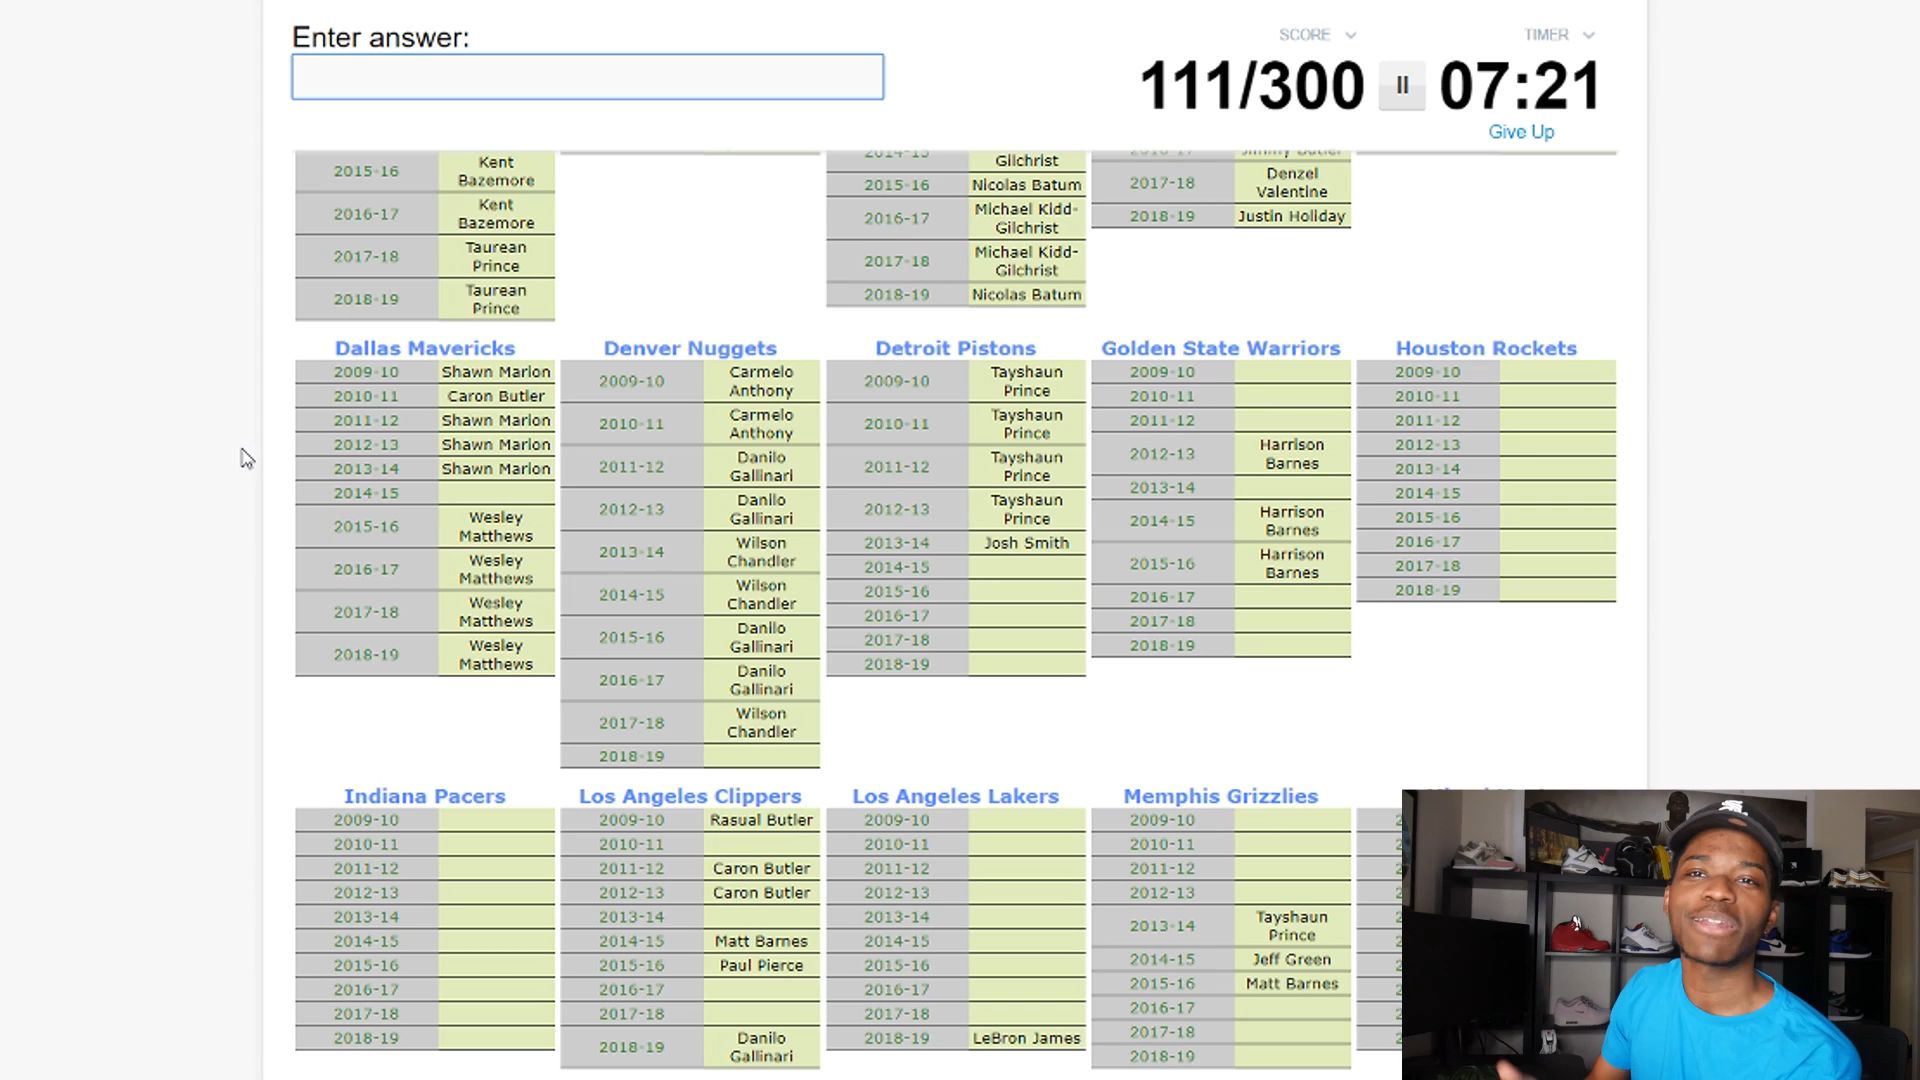 Enter answer:
SCORE
TIMER
111/300
07:21
Give Up
2015-16 Kent Bazemore
2016-17 Kent Bazemore
2017-18 Taurean Prince
2018-19 Taurean Prince
2014-15 Gilchrist
2015-16 Nicolas Batum
2016-17 Michael Kidd-Gilchrist
2017-18 Michael Kidd-Gilchrist
2018-19 Nicolas Batum
2016-17 Jimmy Butler
2017-18 Denzel Valentine
2018-19 Justin Holiday
Dallas Mavericks
2009-10 Shawn Marion
2010-11 Caron Butler
2011-12 Shawn Marion
2012-13 Shawn Marion
2013-14 Shawn Marion
2014-15
2015-16 Wesley Matthews
2016-17 Wesley Matthews
2017-18 Wesley Matthews
2018-19 Wesley Matthews
Denver Nuggets
2009-10 Carmelo Anthony
2010-11 Carmelo Anthony
2011-12 Danilo Gallinari
2012-13 Danilo Gallinari
2013-14 Wilson Chandler
2014-15 Wilson Chandler
2015-16 Danilo Gallinari
2016-17 Danilo Gallinari
2017-18 Wilson Chandler
2018-19
Detroit Pistons
2009-10 Tayshaun Prince
2010-11 Tayshaun Prince
2011-12 Tayshaun Prince
2012-13 Tayshaun Prince
2013-14 Josh Smith
2014-15
2015-16
2016-17
2017-18
2018-19
Golden State Warriors
2009-10
2010-11
2011-12
2012-13 Harrison Barnes
2013-14
2014-15 Harrison Barnes
2015-16 Harrison Barnes
2016-17
2017-18
2018-19
Houston Rockets
2009-10
2010-11
2011-12
2012-13
2013-14
2014-15
2015-16
2016-17
2017-18
2018-19
Indiana Pacers
2009-10
2010-11
2011-12
2012-13
2013-14
2014-15
2015-16
2016-17
2017-18
2018-19
Los Angeles Clippers
2009-10 Rasual Butler
2010-11
2011-12 Caron Butler
2012-13 Caron Butler
2013-14
2014-15 Matt Barnes
2015-16 Paul Pierce
2016-17
2017-18
2018-19 Danilo Gallinari
Los Angeles Lakers
2009-10
2010-11
2011-12
2012-13
2013-14
2014-15
2015-16
2016-17
2017-18
2018-19 LeBron James
Memphis Grizzlies
2009-10
2010-11
2011-12
2012-13
2013-14 Tayshaun Prince
2014-15 Jeff Green
2015-16 Matt Barnes
2016-17
2017-18
2018-19